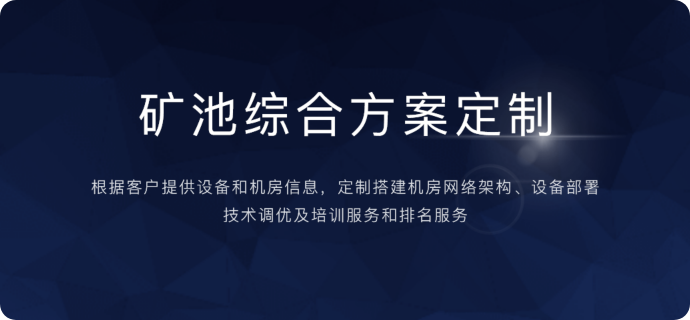 矿池综合方案定制
根据客户提供设备和机房信息，定制搭建机房网络架构、设备部署
技术调优及培训服务和排名服务